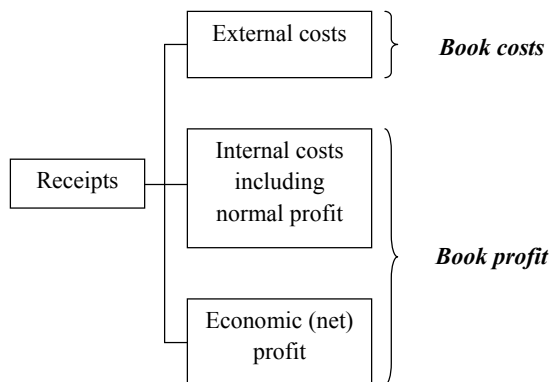 External costs
Book costs
Receipts
Internal costs
including
normal profit
Book profit
Economic (net)
profit